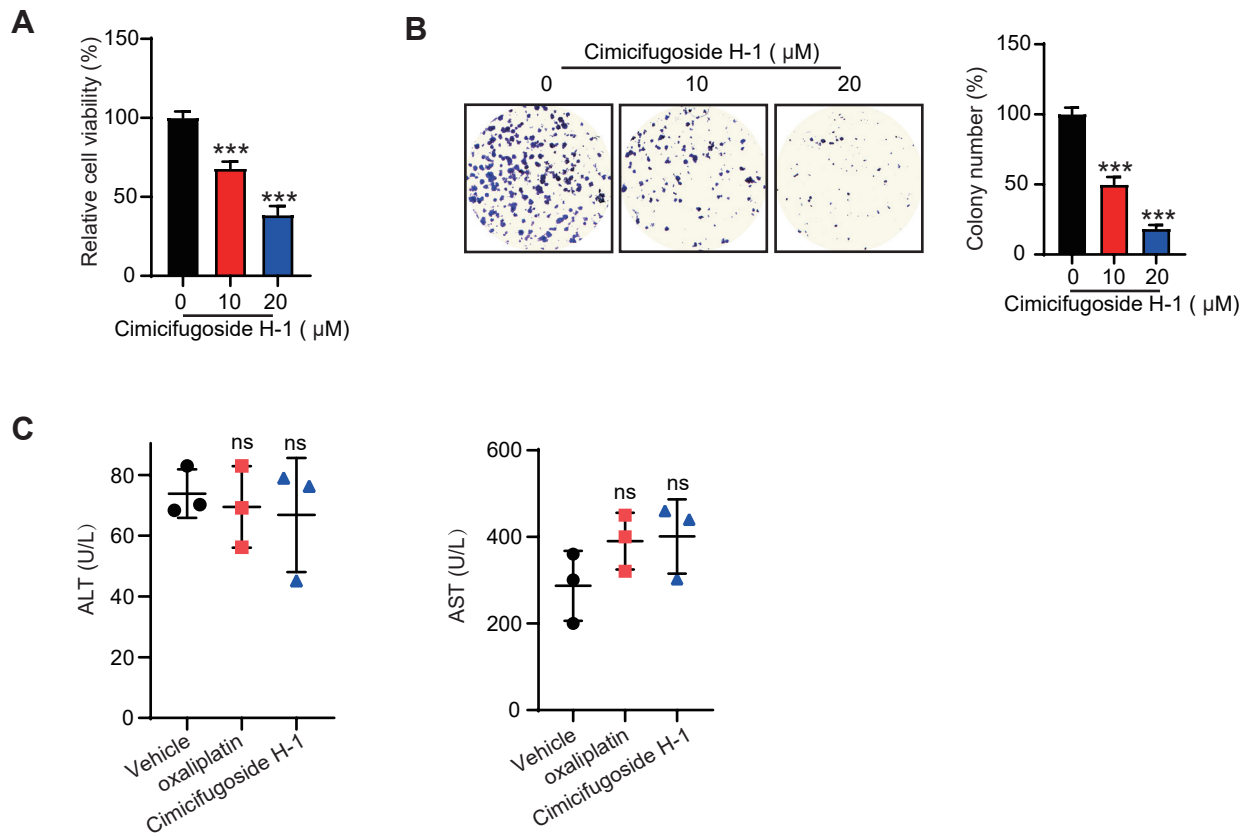 A
Relative cell viability (%)
150
100
50
0
***
***
0 10 20
Cimicifugoside H-1 ( μM)
B
Cimicifugoside H-1 ( μM)
0 10 20
Colony number (%)
150
100
50
0
***
***
0 10 20
Cimicifugoside H-1 ( μM)
C
ALT (U/L)
80
60
40
20
0
ns ns
Vehicle
oxaliplatin
Cimicifugoside H-1
AST (U/L)
600
400
200
0
ns ns
Vehicle
oxaliplatin
Cimicifugoside H-1